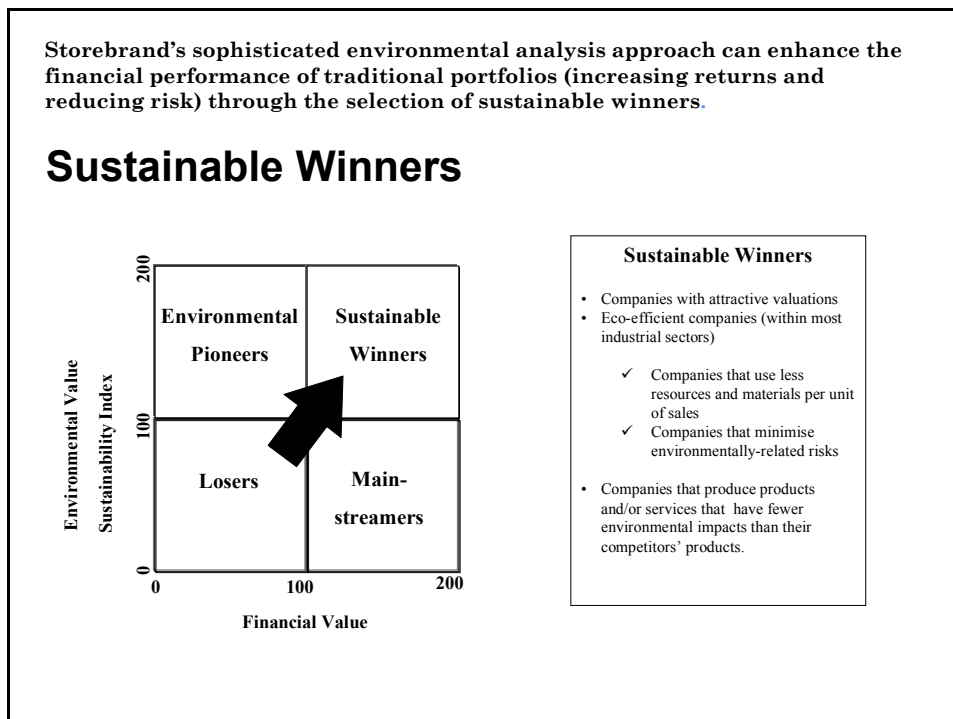 Storebrand's sophisticated environmental analysis approach can enhance the
financial performance of traditional portfolios (increasing returns and
reducing risk) through the selection of sustainable winners.
Sustainable Winners
Environmental Value
Sustainability Index
200
100
0
Environmental
Pioneers
Sustainable
Winners
Losers
Main-
streamers
0
100
200
Financial Value
Sustainable Winners
• Companies with attractive valuations
• Eco-efficient companies (within most
industrial sectors)
✓ Companies that use less
resources and materials per unit
of sales
✓ Companies that minimise
environmentally-related risks
• Companies that produce products
and/or services that have fewer
environmental impacts than their
competitors' products.